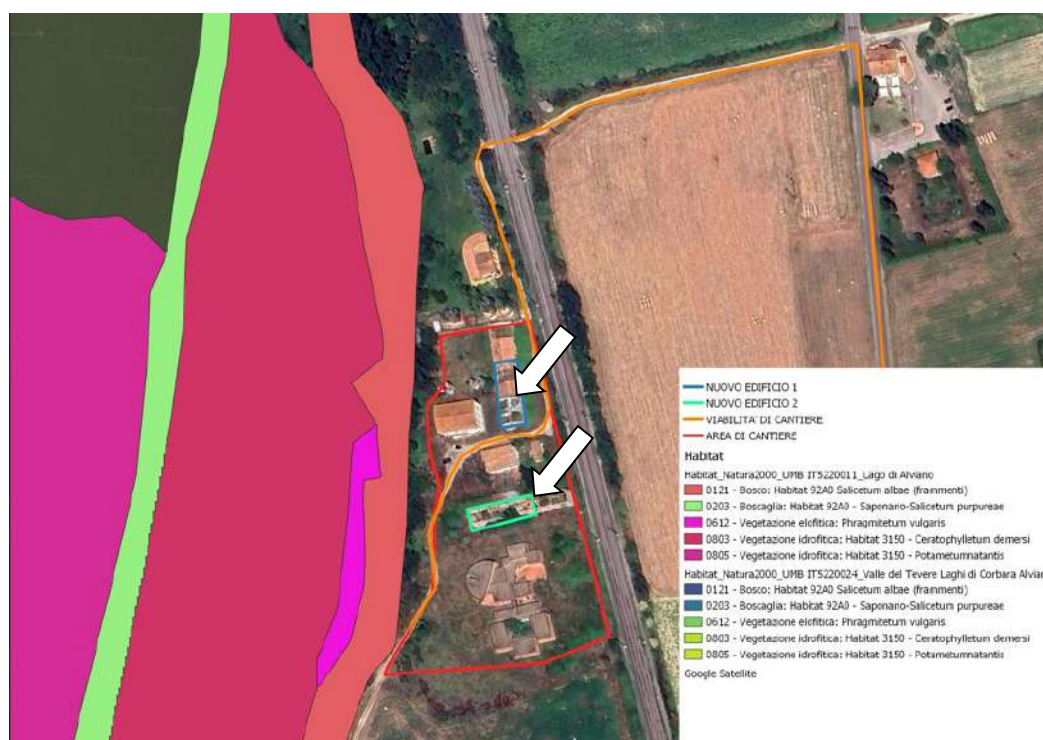 NUOVO EDIFICIO 1
NUOVO EDIFICIO 2
VIABILITA' DI CANTIERE
AREA DI CANTIERE
Habitat
Habitat_Natura2000_UMB IT5220011_Lago di Alviano
0121 - Bosco: Habitat 92A0 Salicetum albae (frammenti)
0203 - Boscaglia: Habitat 92A0 - Saponario-Salicetum purpureae
0612 - Vegetazione elofitica: Phragmitetum vulgaris
0803 - Vegetazione idrofitica: Habitat 3150 - Ceratophylletum demersi
0805 - Vegetazione idrofitica: Habitat 3150 - Potametumnatantis
Habitat_Natura2000_UMB IT5220024_Valle del Tevere Laghi di Corbara Alvian
0121 - Bosco: Habitat 92A0 Salicetum albae (frammenti)
0203 - Boscaglia: Habitat 92A0 - Saponario-Salicetum purpureae
0612 - Vegetazione elofitica: Phragmitetum vulgaris
0803 - Vegetazione idrofitica: Habitat 3150 - Ceratophylletum demersi
0805 - Vegetazione idrofitica: Habitat 3150 - Potametumnatantis
Google Satellite